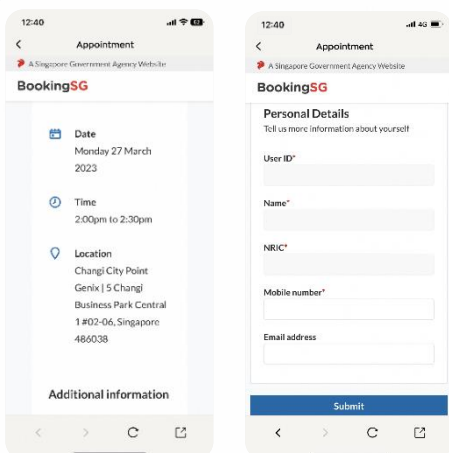 12:40
Appointment
A Singapore Government Agency Website
BookingSG
Date
Monday 27 March
2023
Time
2:00pm to 2:30pm
Location
Changi City Point
Genix | 5 Changi
Business Park Central
1 #02-06, Singapore
486038
Additional information
12:40
4G
Appointment
A Singapore Government Agency Website
BookingSG
Personal Details
Tell us more information about yourself
User ID*
Name*
NRIC*
Mobile number*
Email address
Submit